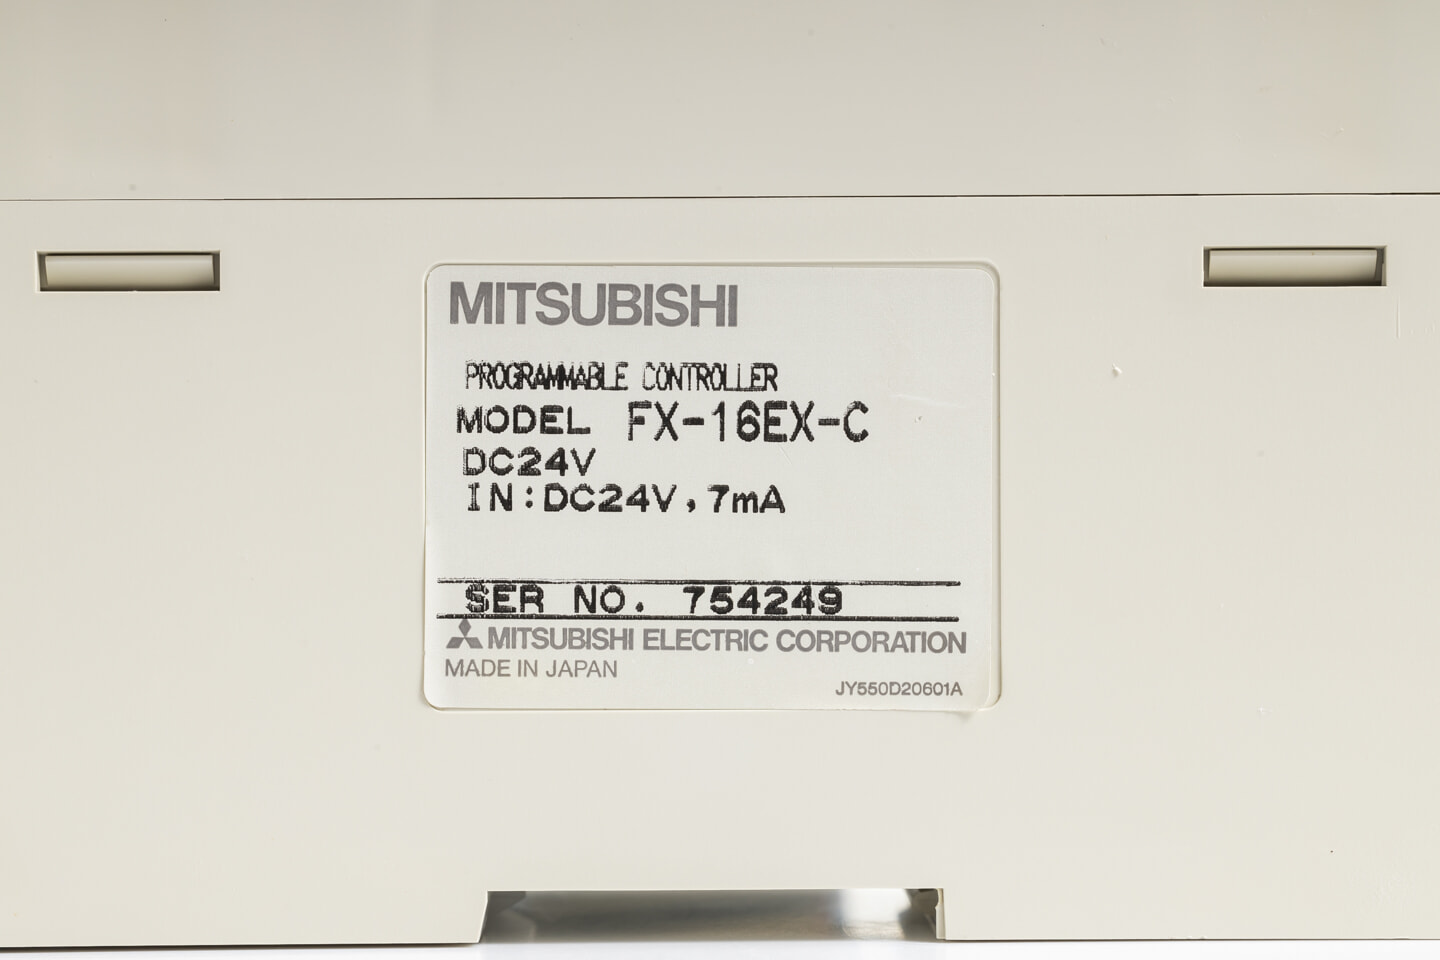 MITSUBISHI
PROGRAMMABLE CONTROLLER
MODEL FX-16EX-C
DC24V
IN:DC24V,7mA
SER NO. 754249
MITSUBISHI ELECTRIC CORPORATION
MADE IN JAPAN
JY550D20601A